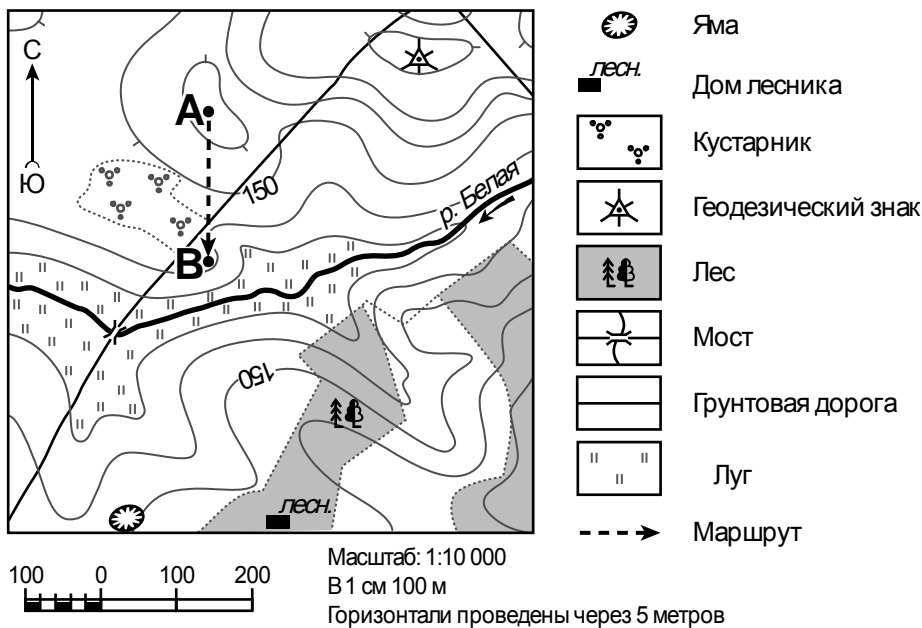 С
Ю
А
В
150
р. Белая
150
лесн.
Яма
лесн.
Дом лесника
Кустарник
Геодезический знак
Лес
Мост
Грунтовая дорога
Луг
Маршрут
100 0 100 200
Масштаб: 1:10 000
В 1 см 100 м
Горизонтали проведены через 5 метров